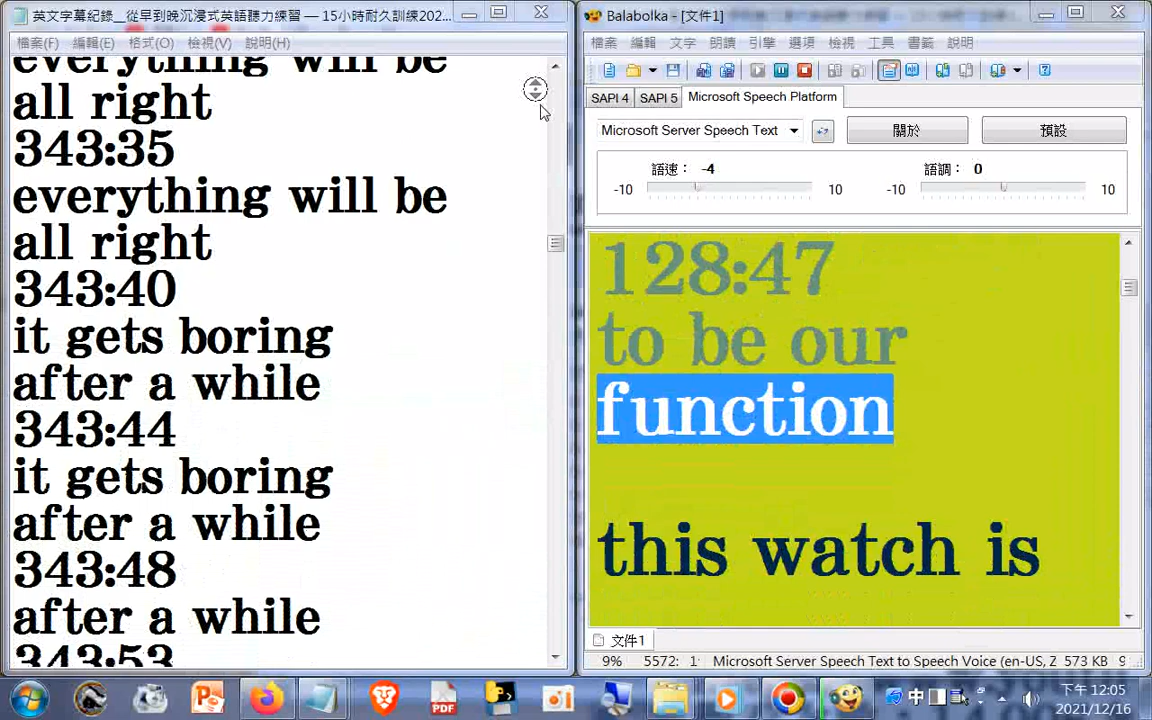 英文字幕紀錄__從早到晚沉浸式英語聽力練習 — 15小時耐久訓練202...
檔案(F) 編輯(E) 格式(O) 檢視(V) 說明(H)
everything will be
all right
343:35
everything will be
all right
343:40
it gets boring
after a while
343:44
it gets boring
after a while
343:48
after a while
343:53
Balabolka - [文件1]
檔案 編輯 文字 朗讀 引擎 選項 檢視 工具 書籤 說明
SAPI 4 SAPI 5 Microsoft Speech Platform
Microsoft Server Speech Text 關於 預設
語速： -4 語調： 0
-10 10 -10 10
128:47
to be our
function
this watch is
文件1
9% 5572: 1 Microsoft Server Speech Text to Speech Voice (en-US, Z 573 KB 9
PDF 中 下午 12:05
2021/12/16